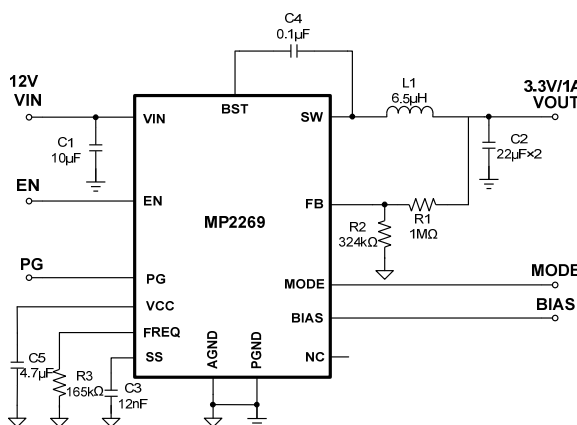 C4
0.1µF
12V
VIN
C1
10µF
EN
PG
BST
VIN
EN
MP2269
PG
VCC
FREQ
SS
AGND
PGND
SW
FB
MODE
BIAS
NC
L1
6.5µH
3.3V/1A
VOUT
C2
22µF×2
R1
1MΩ
R2
324kΩ
MODE
BIAS
C5
4.7µF
R3
165kΩ
C3
12nF